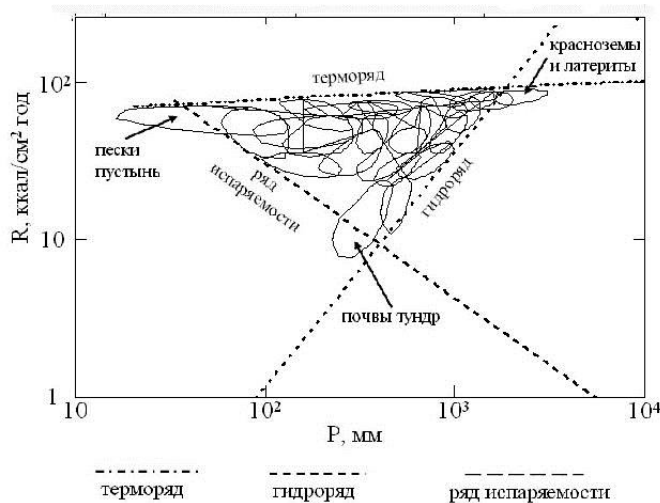 красноземы
и латериты
10²
терморяд
пески
пустынь
ряд
испаряемости
гидроряд
R, ккал/см² год
10
почвы тундр
1
10
10²
10³
10⁴
P, мм
терморяд
гидроряд
ряд испаряемости